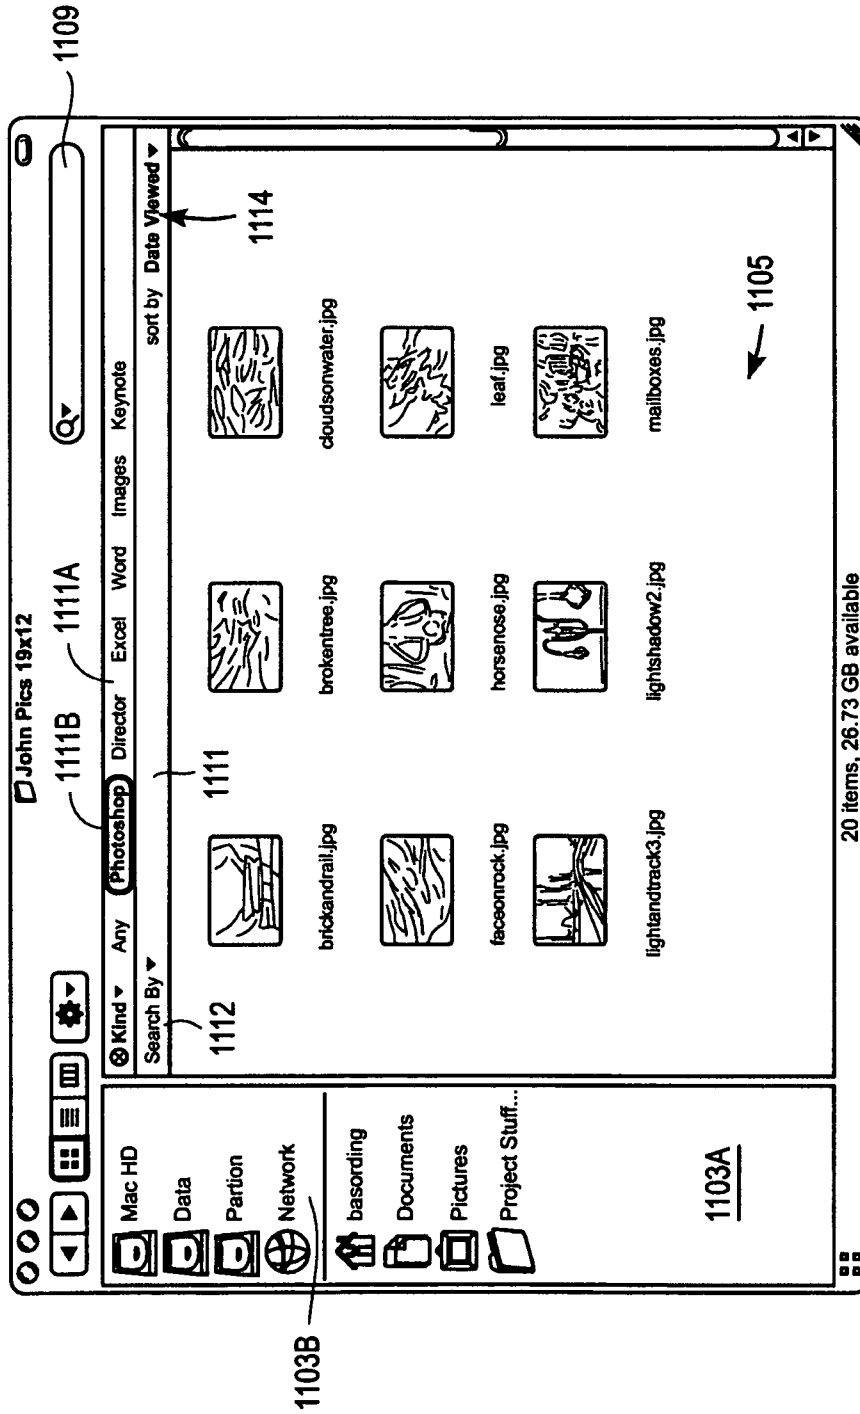 1109
John Pics 19x12
1111B
1111A
Kind Any Photoshop Director Excel Word Images Keynote
Search By
sort by Date Viewed
1112
1111
1114
Mac HD
Data
Partion
Network
basording
Documents
Pictures
Project Stuff...
brickandrail.jpg
brokentree.jpg
cloudsonwater.jpg
faceonrock.jpg
horsenose.jpg
leaf.jpg
lightandtrack3.jpg
lightshadow2.jpg
mailboxes.jpg
1103B
1103A
1105
20 items, 26.73 GB available